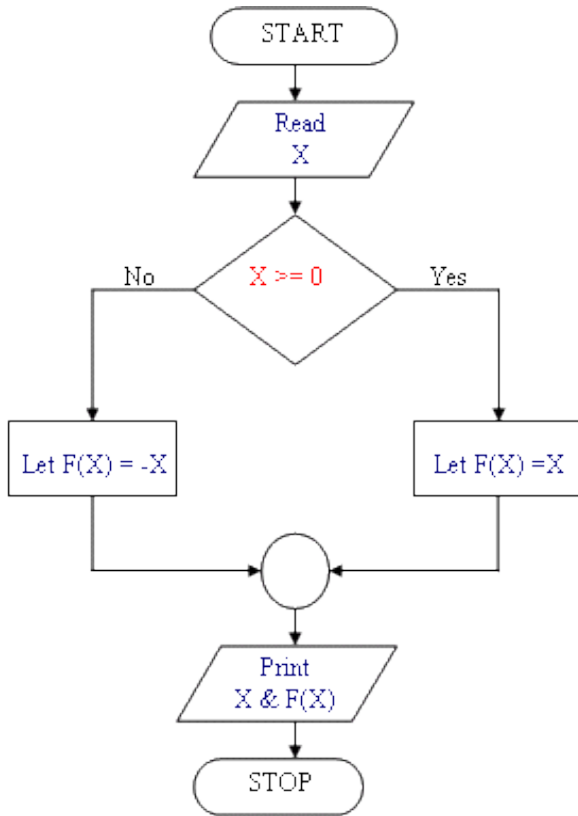 START
Read
X
X >= 0
No
Yes
Let F(X) = -X
Let F(X) =X
Print
X & F(X)
STOP